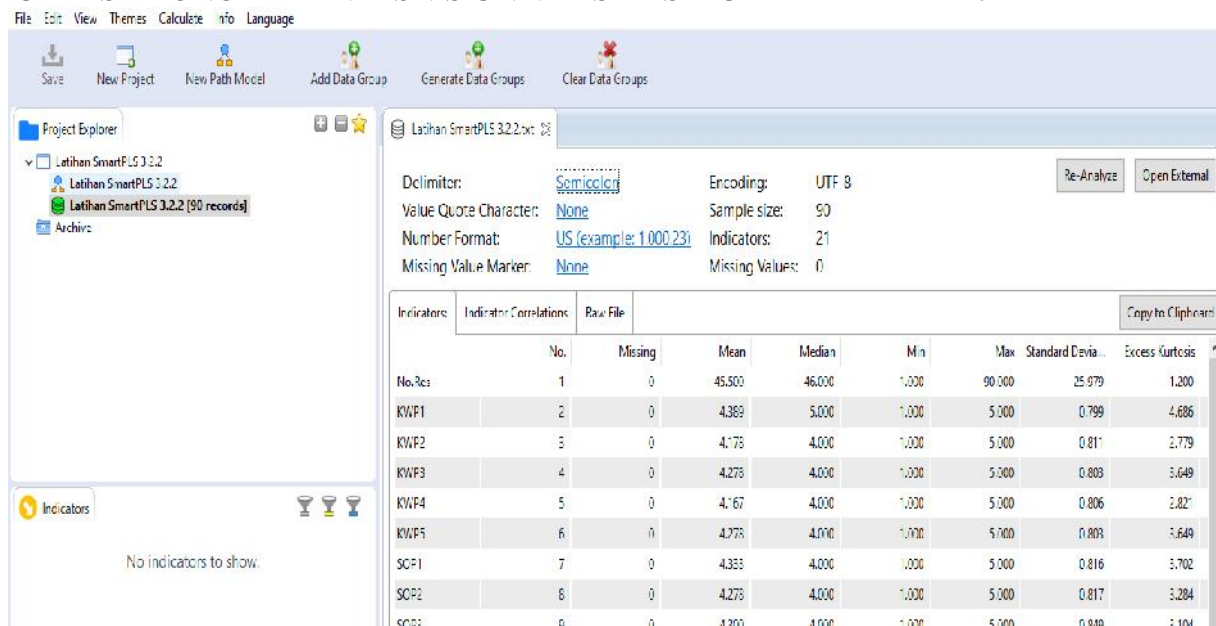 File Edit View Themes Calculate Info Language
Save New Project New Path Model Add Data Group Generate Data Groups Clear Data Groups
Project Explorer
Latihan SmartPLS 3.2.2
Latihan SmartPLS 3.2.2
Latihan SmartPLS 3.2.2 [90 records]
Archive
Indicators
No indicators to show.
Latihan SmartPLS 3.2.2.txt
Delimiter: Semicolon Encoding: UTF-8 Re-Analyze Open External
Value Quote Character: None Sample size: 90
Number Format: US (example: 1,000.23) Indicators: 21
Missing Value Marker: None Missing Values: 0
Indicators: Indicator Correlations Raw File Copy to Clipboard
No. Missing Mean Median Min Max Standard Devia... Excess Kurtosis
No.Res 1 0 45.500 46.000 1.000 90.000 25.979 1.200
KWP1 2 0 4.389 5.000 1.000 5.000 0.799 4.686
KWP2 3 0 4.178 4.000 1.000 5.000 0.811 2.779
KWP3 4 0 4.278 4.000 1.000 5.000 0.803 3.649
KWP4 5 0 4.167 4.000 1.000 5.000 0.806 2.821
KWP5 6 0 4.278 4.000 1.000 5.000 0.803 3.649
SOP1 7 0 4.333 4.000 1.000 5.000 0.816 3.702
SOP2 8 0 4.278 4.000 1.000 5.000 0.817 3.284